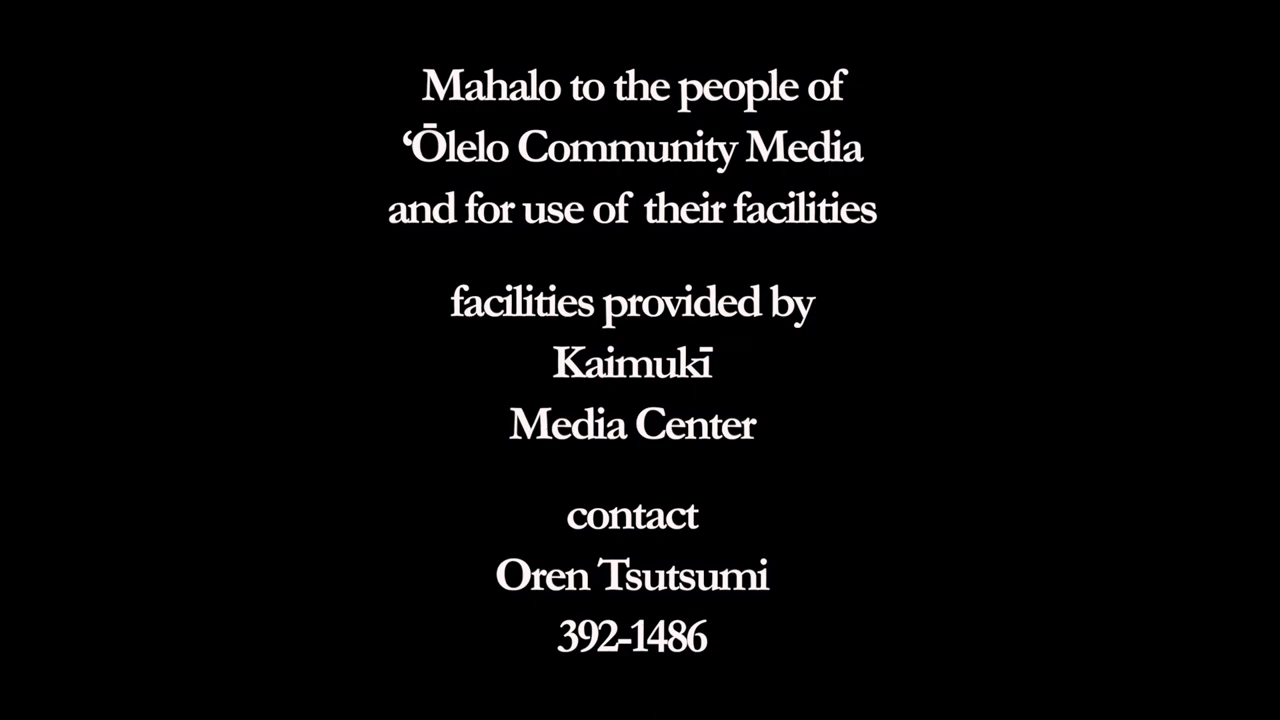 Mahalo to the people of
‘Ōlelo Community Media
and for use of their facilities
facilities provided by
Kaimukī
Media Center
contact
Oren Tsutsumi
392-1486